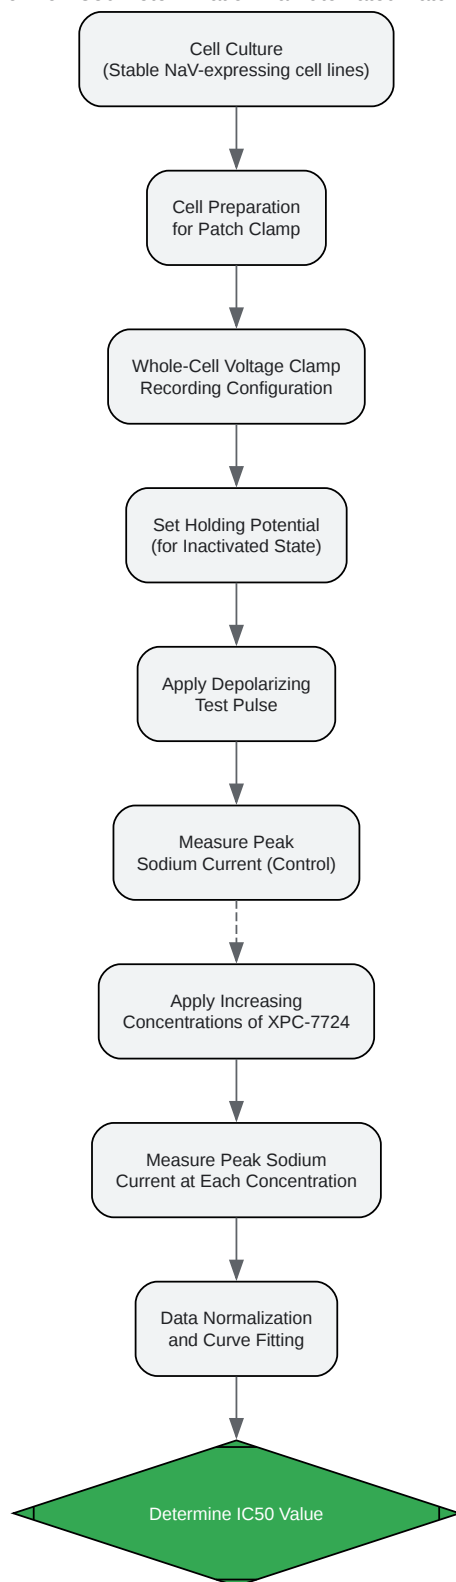 Cell Culture
(Stable NaV-expressing cell lines)
Cell Preparation
for Patch Clamp
Whole-Cell Voltage Clamp
Recording Configuration
Set Holding Potential
(for Inactivated State)
Apply Depolarizing
Test Pulse
Measure Peak
Sodium Current (Control)
Apply Increasing
Concentrations of XPC-7724
Measure Peak Sodium
Current at Each Concentration
Data Normalization
and Curve Fitting
Determine IC50 Value